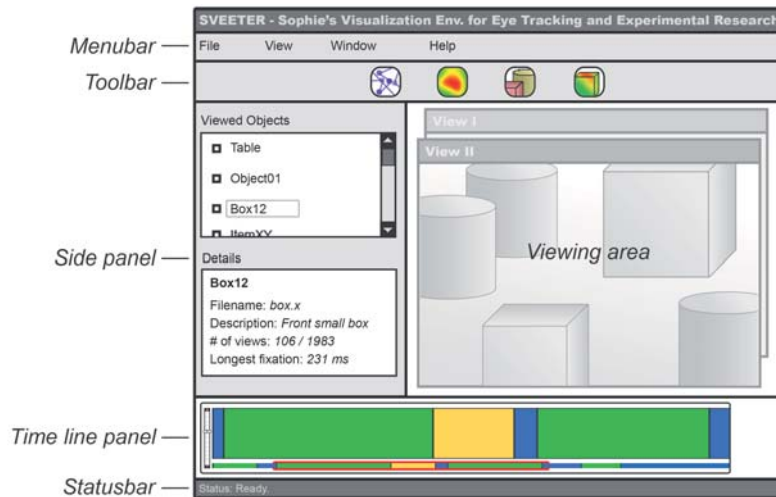 SVEETER - Sophie's Visualization Env. for Eye Tracking and Experimental Research
Menubar
File View Window Help
Toolbar
Viewed Objects
Table
Object01
Box12
ItemXY
View I
View II
Viewing area
Side panel
Details
Box12
Filename: box.x
Description: Front small box
# of views: 106 / 1983
Longest fixation: 231 ms
Time line panel
Statusbar
Status: Ready.